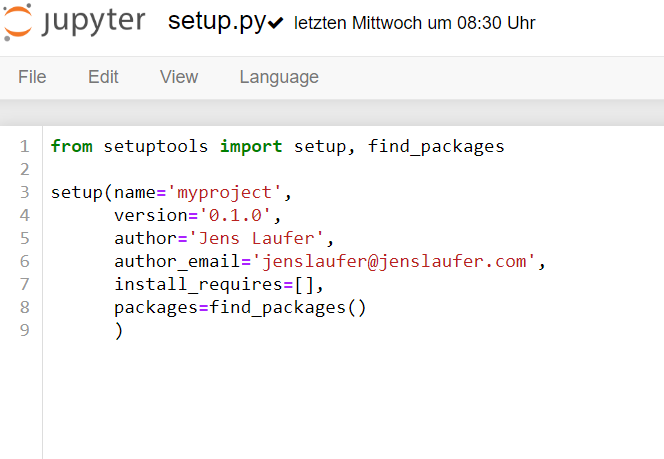 jupyter setup.py letzten Mittwoch um 08:30 Uhr
File Edit View Language
1 from setuptools import setup, find_packages
2
3 setup(name='myproject',
4 version='0.1.0',
5 author='Jens Laufer',
6 author_email='jenslaufer@jenslaufer.com',
7 install_requires=[],
8 packages=find_packages()
9 )